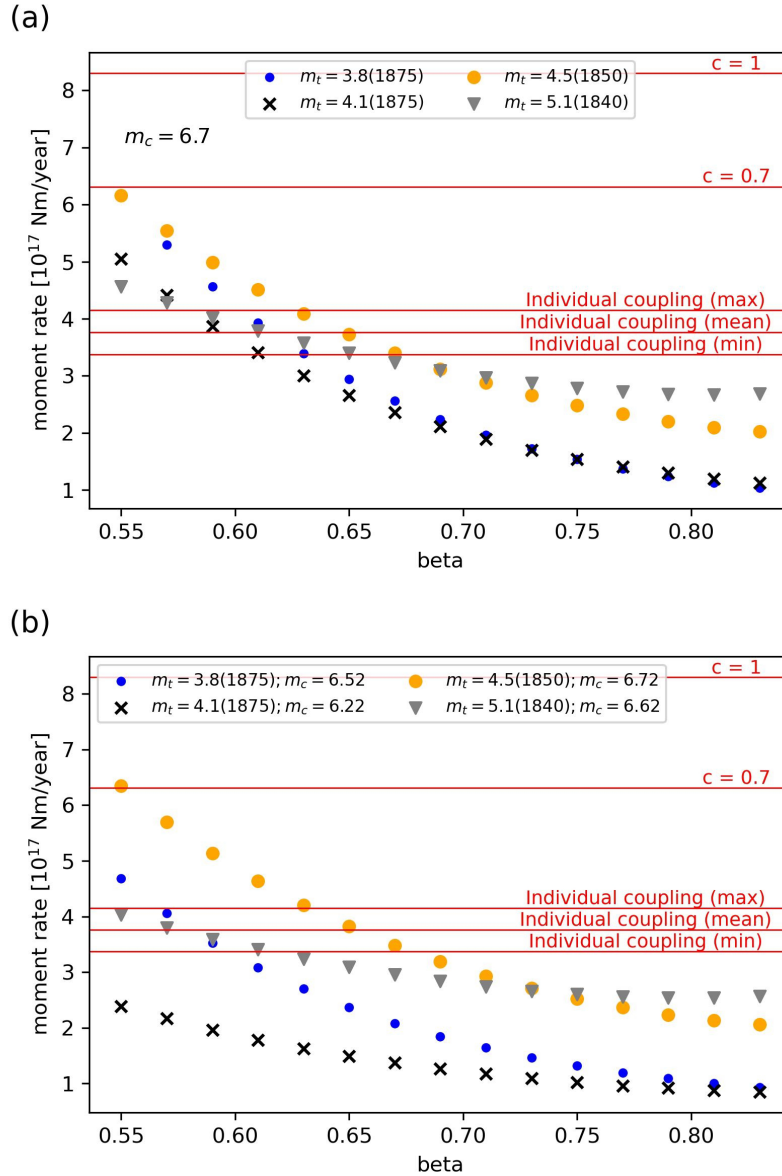 (a)
c = 1
m_t = 3.8(1875) m_t = 4.5(1850)
m_t = 4.1(1875) m_t = 5.1(1840)
m_c = 6.7
c = 0.7
Individual coupling (max)
Individual coupling (mean)
Individual coupling (min)
moment rate [10^17 Nm/year]
8
7
6
5
4
3
2
1
0.55 0.60 0.65 0.70 0.75 0.80
beta
(b)
c = 1
m_t = 3.8(1875); m_c = 6.52 m_t = 4.5(1850); m_c = 6.72
m_t = 4.1(1875); m_c = 6.22 m_t = 5.1(1840); m_c = 6.62
c = 0.7
Individual coupling (max)
Individual coupling (mean)
Individual coupling (min)
moment rate [10^17 Nm/year]
8
7
6
5
4
3
2
1
0.55 0.60 0.65 0.70 0.75 0.80
beta